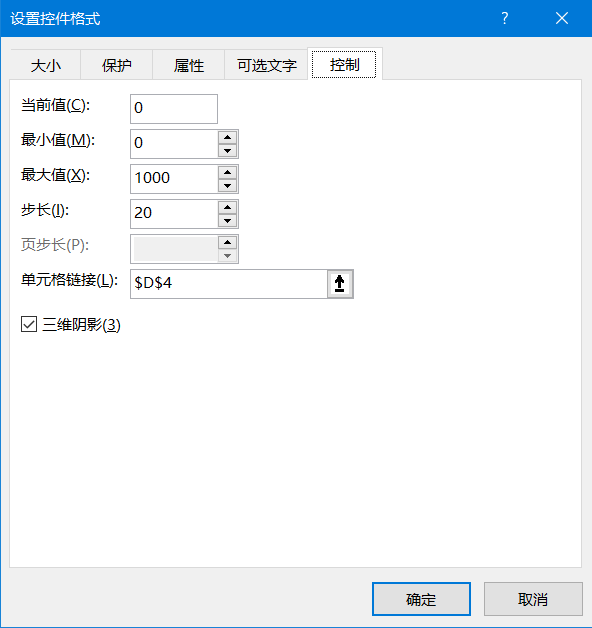 设置控件格式 ?
大小 保护 属性 可选文字 控制
当前值(C): 0
最小值(M): 0
最大值(X): 1000
步长(I): 20
页步长(P):
单元格链接(L): $D$4
三维阴影(3)
确定 取消